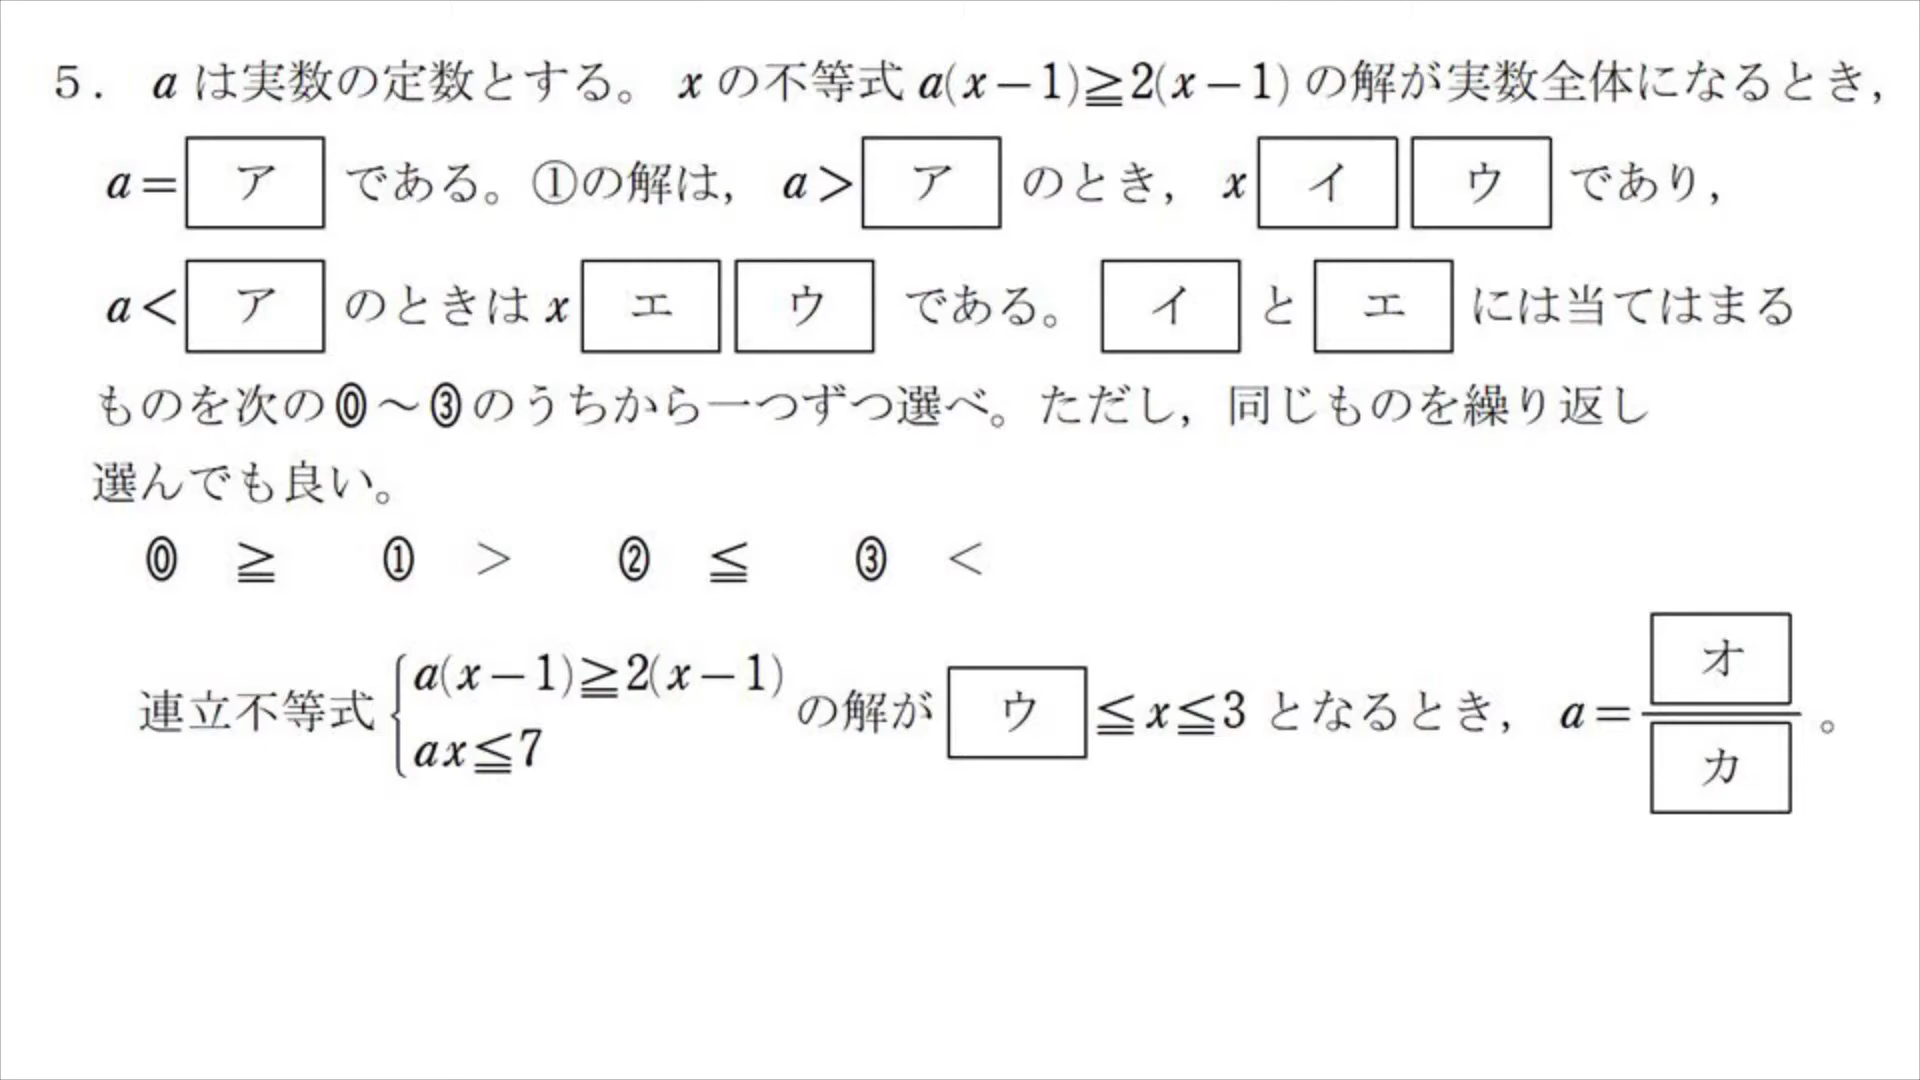 ５． a は実数の定数とする。 x の不等式 a(x－1)≧2(x－1) の解が実数全体になるとき，
a＝ ア である。①の解は， a＞ ア のとき， x イ ウ であり，
a＜ ア のときは x エ ウ である。 イ と エ には当てはまる
ものを次の⓪～③のうちから一つずつ選べ。ただし，同じものを繰り返し
選んでも良い。
⓪ ≧ ① ＞ ② ≦ ③ ＜
連立不等式 { a(x－1)≧2(x－1)
ax≦7
の解が ウ ≦x≦3 となるとき， a＝ オ
カ 。